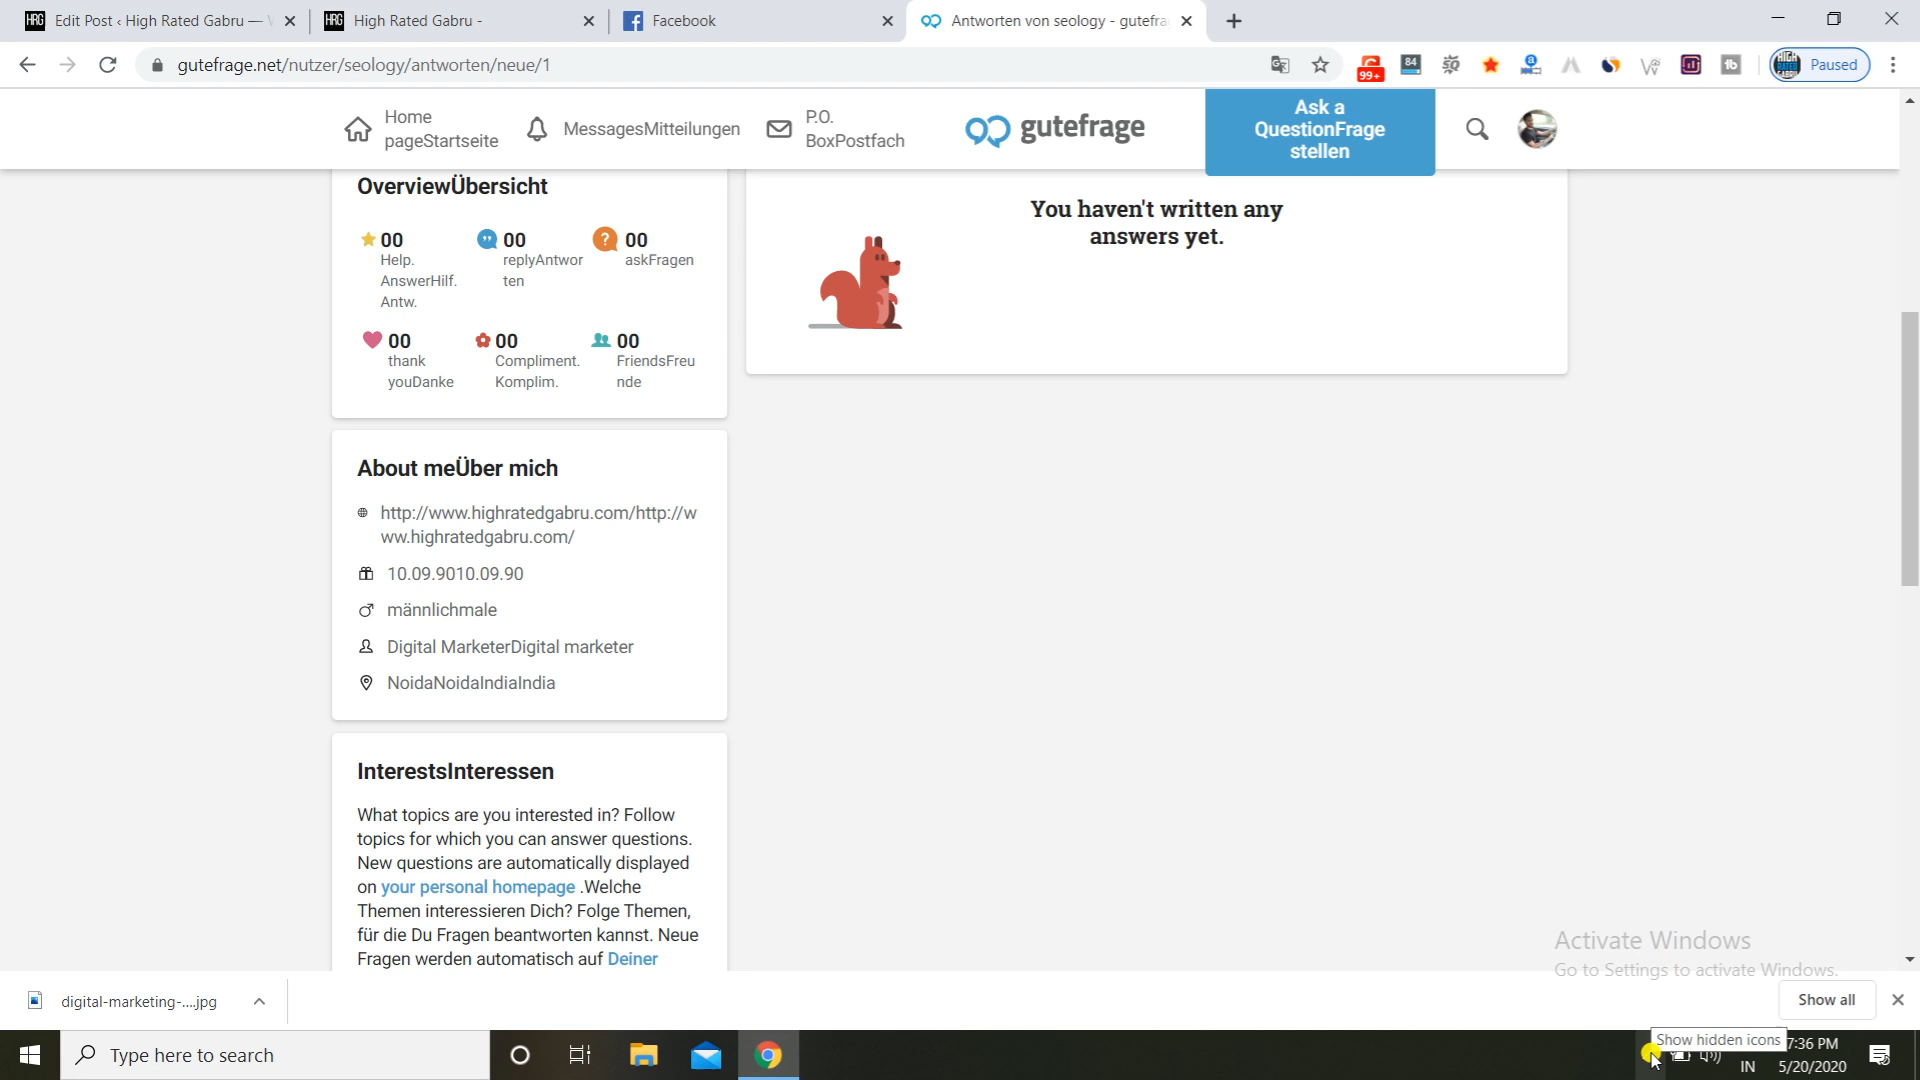 Edit Post ‹ High Rated Gabru —
High Rated Gabru -
Facebook
Antworten von seology - gutefra
gutefrage.net/nutzer/seology/antworten/neue/1
99+
84
Paused
Home
pageStartseite
MessagesMitteilungen
P.O.
BoxPostfach
gutefrage
Ask a
QuestionFrage
stellen
OverviewÜbersicht
00
Help.
AnswerHilf.
Antw.
00
replyAntwor
ten
00
askFragen
00
thank
youDanke
00
Compliment.
Komplim.
00
FriendsFreu
nde
You haven't written any
answers yet.
About meÜber mich
http://www.highratedgabru.com/http://w
ww.highratedgabru.com/
10.09.9010.09.90
männlichmale
Digital MarketerDigital marketer
NoidaNoidaIndiaIndia
InterestsInteressen
What topics are you interested in? Follow
topics for which you can answer questions.
New questions are automatically displayed
on your personal homepage .Welche
Themen interessieren Dich? Folge Themen,
für die Du Fragen beantworten kannst. Neue
Fragen werden automatisch auf Deiner
Activate Windows
Go to Settings to activate Windows.
digital-marketing-....jpg
Show all
Type here to search
Show hidden icons
7:36 PM
IN
5/20/2020